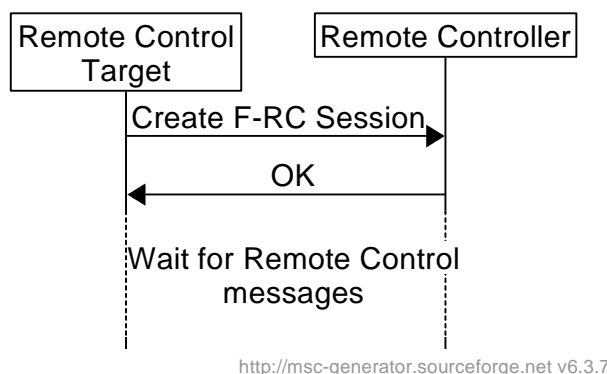 Remote Control
Target
Remote Controller
Create F-RC Session
OK
Wait for Remote Control
messages
http://msc-generator.sourceforge.net v6.3.7